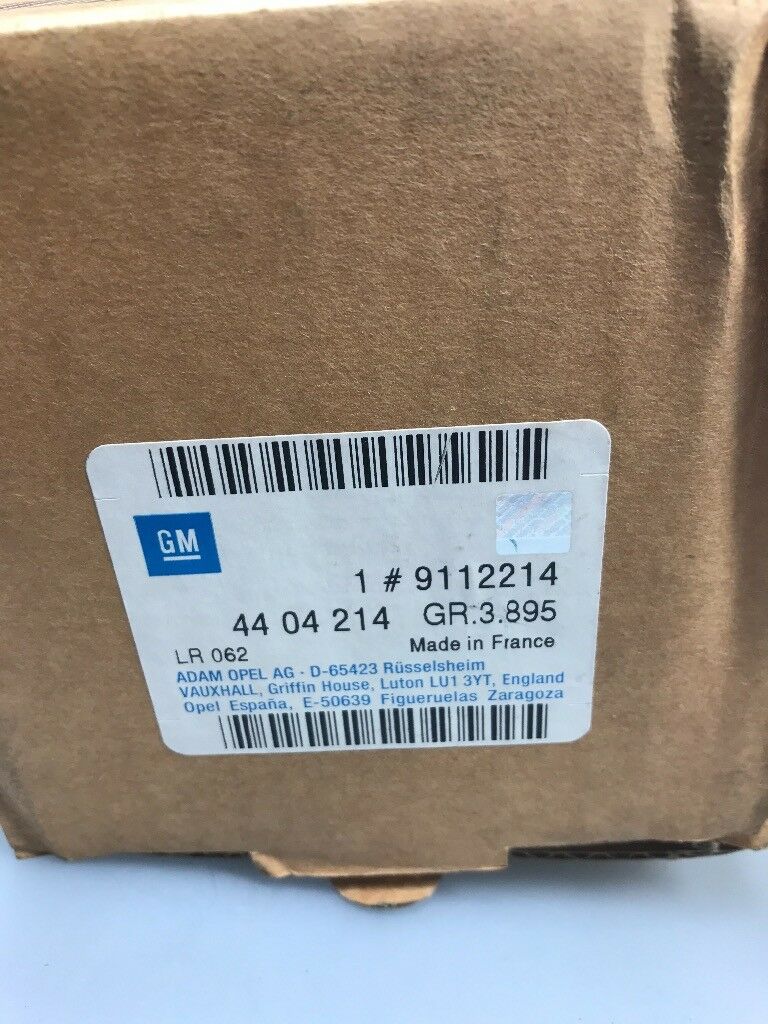 GM
1 # 9112214
44 04 214 GR.3.895
LR 062 Made in France
ADAM OPEL AG · D-65423 Rüsselsheim
VAUXHALL, Griffin House, Luton LU1 3YT, England
Opel España, E-50639 Figueruelas Zaragoza